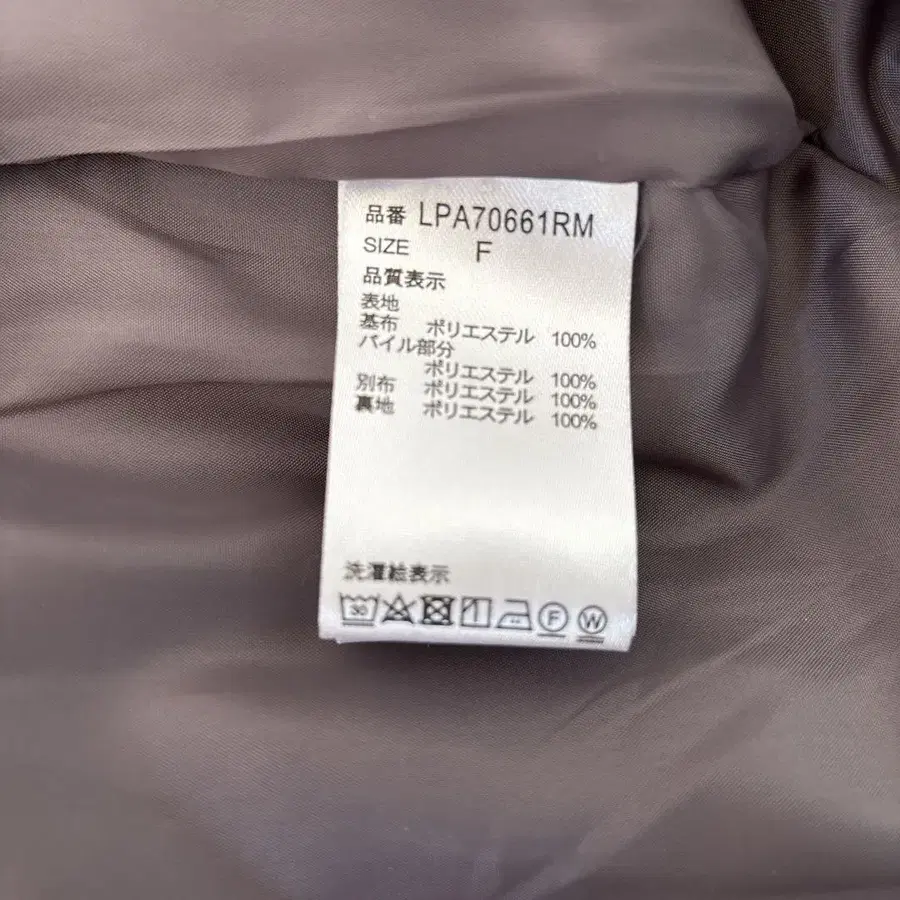 品番 LPA70661RM
SIZE F
品質表示
表地
基布 ポリエステル 100%
パイル部分
ポリエステル 100%
別布 ポリエステル 100%
裏地 ポリエステル 100%
洗濯絵表示
30 F W